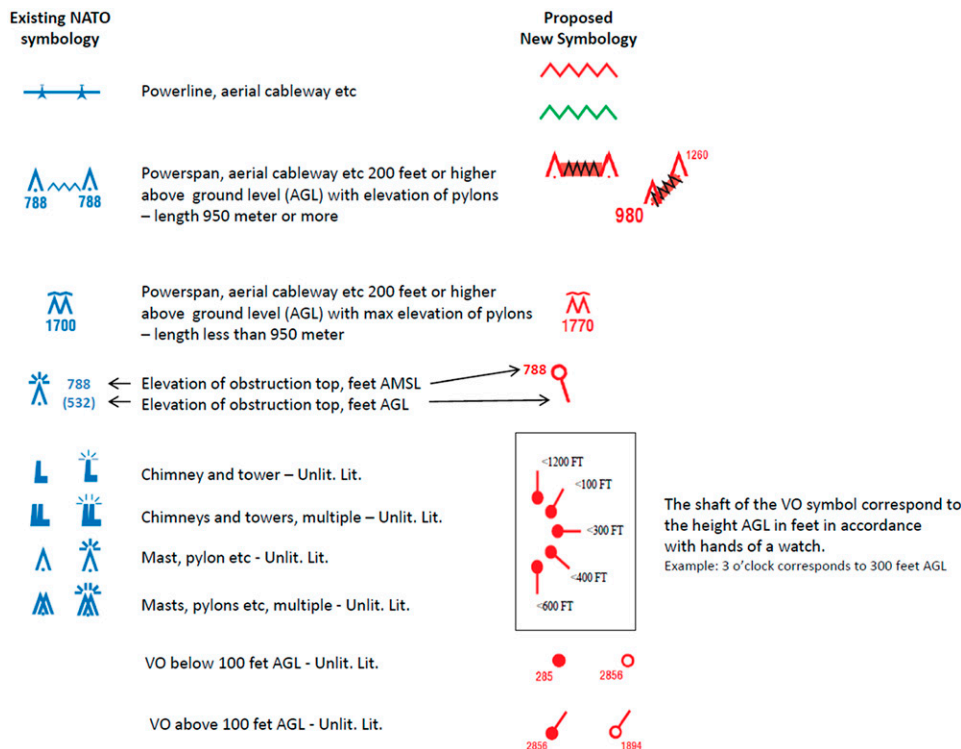 Existing NATO
symbology
Proposed
New Symbology
Powerline, aerial cableway etc
788 788
Powerspan, aerial cableway etc 200 feet or higher
above ground level (AGL) with elevation of pylons
– length 950 meter or more
1260
980
1700
Powerspan, aerial cableway etc 200 feet or higher
above ground level (AGL) with max elevation of pylons
– length less than 950 meter
1770
788
(532)
Elevation of obstruction top, feet AMSL
Elevation of obstruction top, feet AGL
788
Chimney and tower – Unlit. Lit.
Chimneys and towers, multiple – Unlit. Lit.
Mast, pylon etc - Unlit. Lit.
Masts, pylons etc, multiple - Unlit. Lit.
<1200 FT
<100 FT
<300 FT
<400 FT
<600 FT
The shaft of the VO symbol correspond to
the height AGL in feet in accordance
with hands of a watch.
Example: 3 o'clock corresponds to 300 feet AGL
VO below 100 fet AGL - Unlit. Lit.
285 2856
VO above 100 fet AGL - Unlit. Lit.
2856 1894